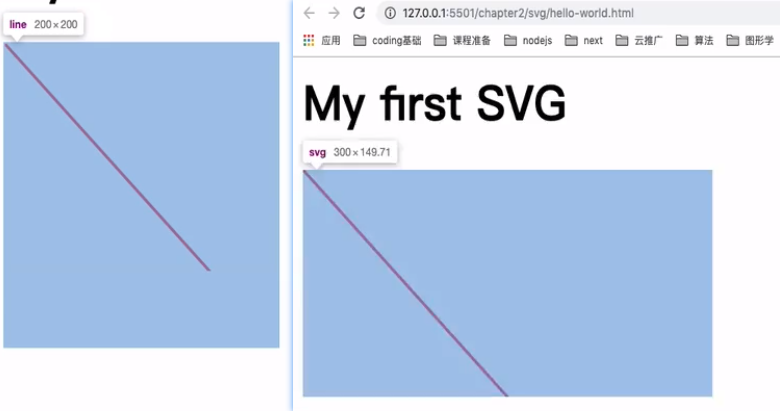 line 200×200
127.0.0.1:5501/chapter2/svg/hello-world.html
应用 coding基础 课程准备 nodejs next 云推广 算法 图形学
My first SVG
svg 300×149.71